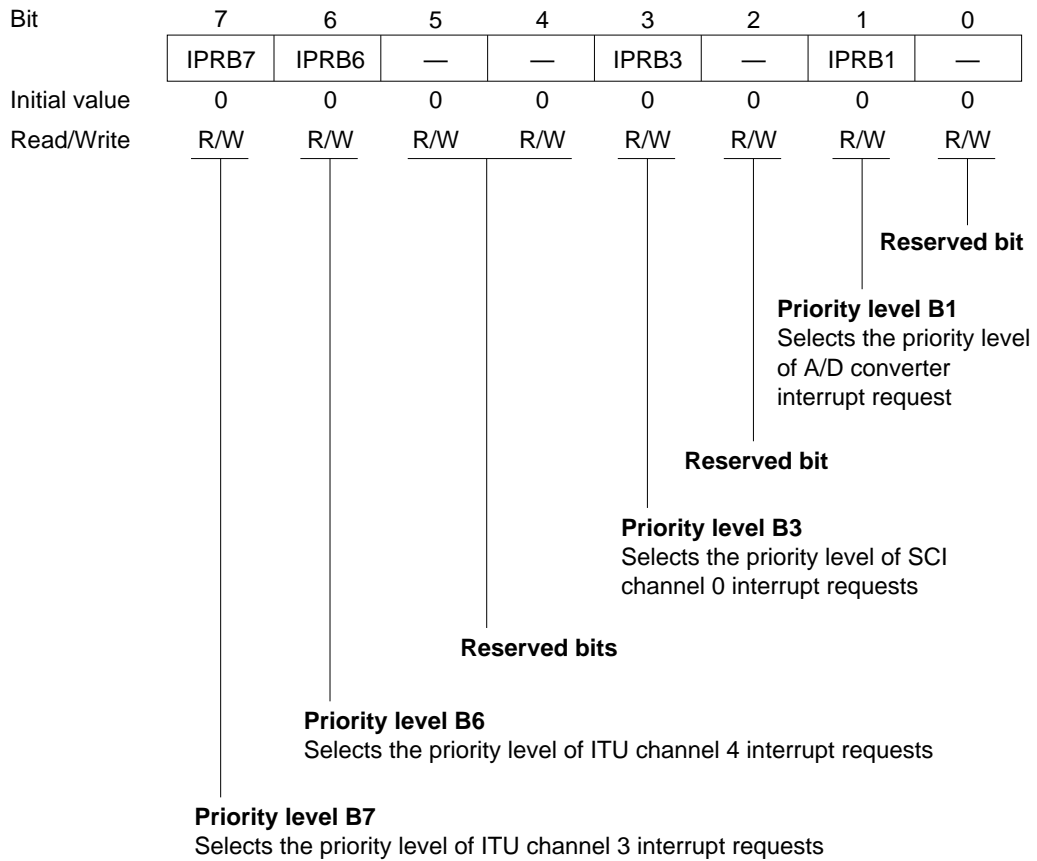 Bit 7 6 5 4 3 2 1 0
IPRB7 IPRB6 — — IPRB3 — IPRB1 —
Initial value 0 0 0 0 0 0 0 0
Read/Write R/W R/W R/W R/W R/W R/W R/W R/W
Reserved bit
Priority level B1
Selects the priority level
of A/D converter
interrupt request
Reserved bit
Priority level B3
Selects the priority level of SCI
channel 0 interrupt requests
Reserved bits
Priority level B6
Selects the priority level of ITU channel 4 interrupt requests
Priority level B7
Selects the priority level of ITU channel 3 interrupt requests